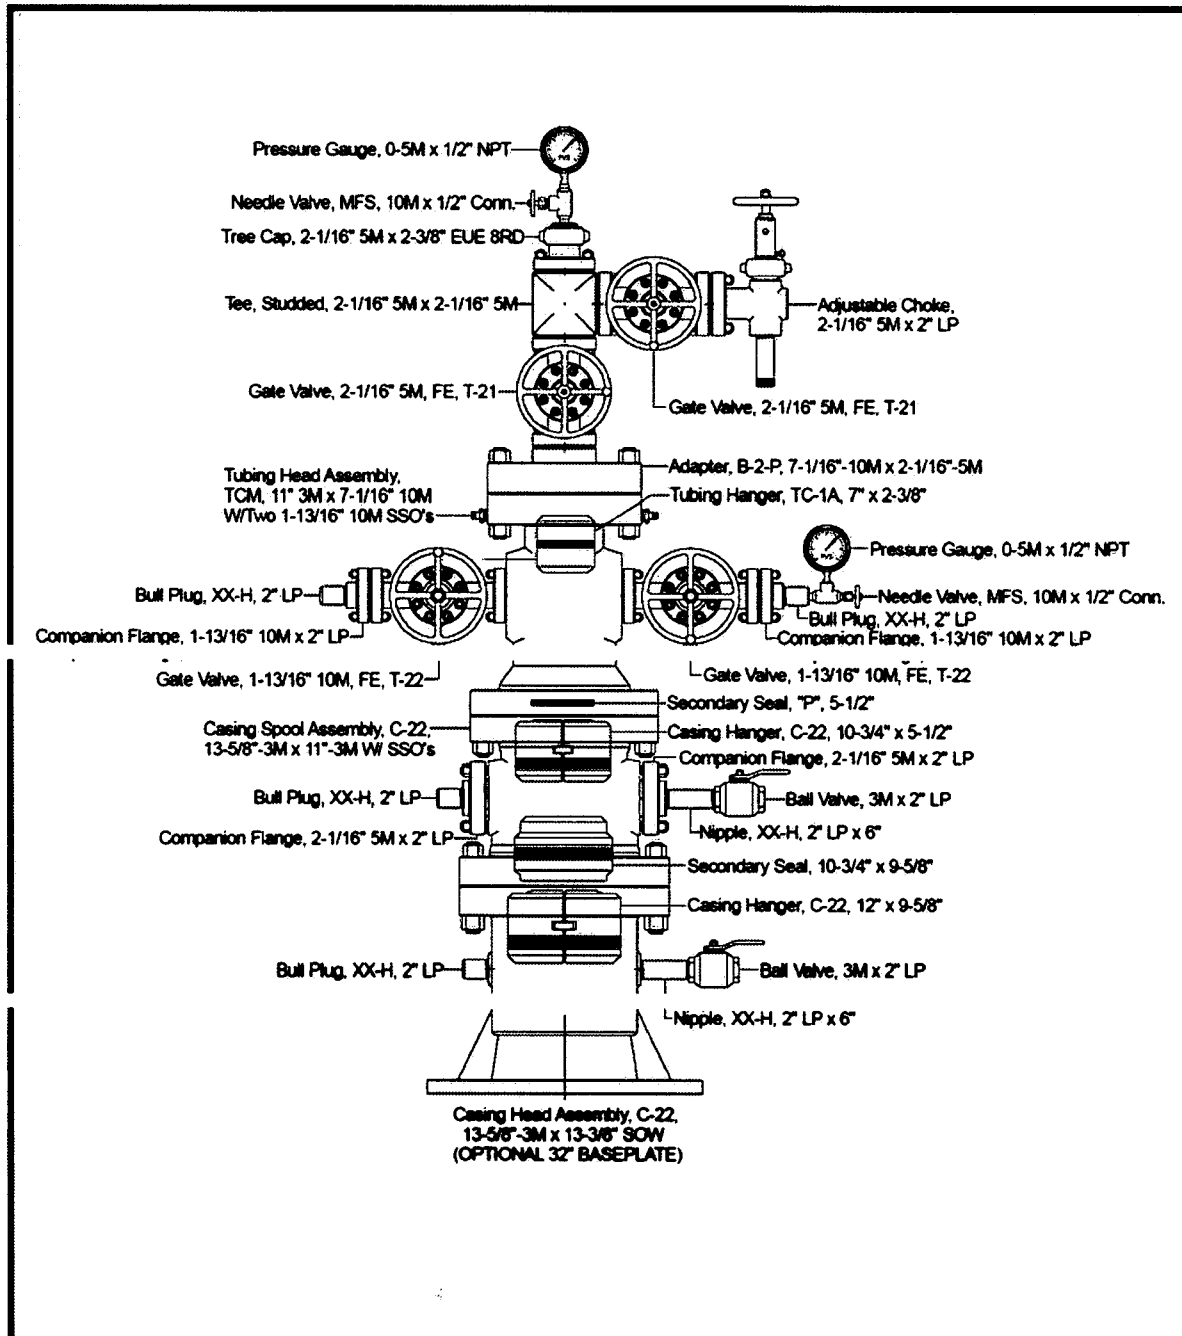 Pressure Gauge, 0-5M x 1/2" NPT
Needle Valve, MFS, 10M x 1/2" Conn.
Tree Cap, 2-1/16" 5M x 2-3/8" EUE 8RD
Tee, Studded, 2-1/16" 5M x 2-1/16" 5M
Adjustable Choke,
2-1/16" 5M x 2" LP
Gate Valve, 2-1/16" 5M, FE, T-21
Gate Valve, 2-1/16" 5M, FE, T-21
Adapter, B-2-P, 7-1/16"-10M x 2-1/16"-5M
Tubing Head Assembly,
TCM, 11" 3M x 7-1/16" 10M
W/Two 1-13/16" 10M SSO's
Tubing Hanger, TC-1A, 7" x 2-3/8"
Pressure Gauge, 0-5M x 1/2" NPT
Bull Plug, XX-H, 2" LP
Needle Valve, MFS, 10M x 1/2" Conn.
Bull Plug, XX-H, 2" LP
Companion Flange, 1-13/16" 10M x 2" LP
Companion Flange, 1-13/16" 10M x 2" LP
Gate Valve, 1-13/16" 10M, FE, T-22
Gate Valve, 1-13/16" 10M, FE, T-22
Secondary Seal, "P", 5-1/2"
Casing Spool Assembly, C-22,
13-5/8"-3M x 11"-3M W/ SSO's
Casing Hanger, C-22, 10-3/4" x 5-1/2"
Companion Flange, 2-1/16" 5M x 2" LP
Bull Plug, XX-H, 2" LP
Ball Valve, 3M x 2" LP
Nipple, XX-H, 2" LP x 6"
Companion Flange, 2-1/16" 5M x 2" LP
Secondary Seal, 10-3/4" x 9-5/8"
Casing Hanger, C-22, 12" x 9-5/8"
Bull Plug, XX-H, 2" LP
Ball Valve, 3M x 2" LP
Nipple, XX-H, 2" LP x 6"
Casing Head Assembly, C-22,
13-5/8"-3M x 13-3/8" SOW
(OPTIONAL 32" BASEPLATE)